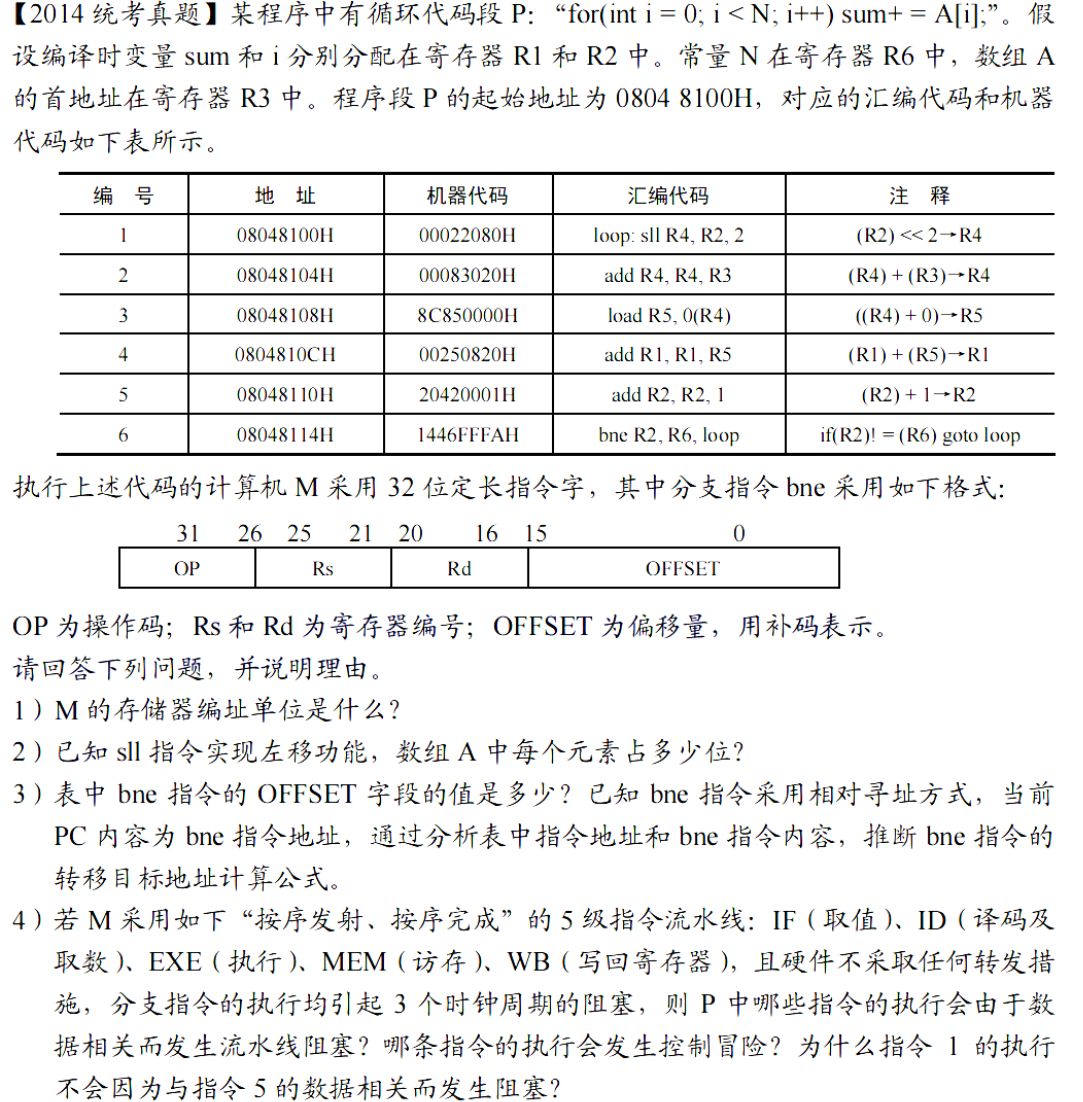 【2014 统考真题】某程序中有循环代码段 P：“for(int i = 0; i < N; i++) sum+ = A[i];”。假
设编译时变量 sum 和 i 分别分配在寄存器 R1 和 R2 中。常量 N 在寄存器 R6 中，数组 A
的首地址在寄存器 R3 中。程序段 P 的起始地址为 0804 8100H，对应的汇编代码和机器
代码如下表所示。
编 号 地 址 机器代码 汇编代码 注 释
1 08048100H 00022080H loop: sll R4, R2, 2 (R2) << 2→R4
2 08048104H 00083020H add R4, R4, R3 (R4) + (R3)→R4
3 08048108H 8C850000H load R5, 0(R4) ((R4) + 0)→R5
4 0804810CH 00250820H add R1, R1, R5 (R1) + (R5)→R1
5 08048110H 20420001H add R2, R2, 1 (R2) + 1→R2
6 08048114H 1446FFFAH bne R2, R6, loop if(R2)! = (R6) goto loop
执行上述代码的计算机 M 采用 32 位定长指令字，其中分支指令 bne 采用如下格式：
31 26 25 21 20 16 15 0
OP Rs Rd OFFSET
OP 为操作码；Rs 和 Rd 为寄存器编号；OFFSET 为偏移量，用补码表示。
请回答下列问题，并说明理由。
1）M 的存储器编址单位是什么？
2）已知 sll 指令实现左移功能，数组 A 中每个元素占多少位？
3）表中 bne 指令的 OFFSET 字段的值是多少？已知 bne 指令采用相对寻址方式，当前
PC 内容为 bne 指令地址，通过分析表中指令地址和 bne 指令内容，推断 bne 指令的
转移目标地址计算公式。
4）若 M 采用如下“按序发射、按序完成”的 5 级指令流水线：IF（取值）、ID（译码及
取数）、EXE（执行）、MEM（访存）、WB（写回寄存器），且硬件不采取任何转发措
施，分支指令的执行均引起 3 个时钟周期的阻塞，则 P 中哪些指令的执行会由于数
据相关而发生流水线阻塞？哪条指令的执行会发生控制冒险？为什么指令 1 的执行
不会因为与指令 5 的数据相关而发生阻塞？